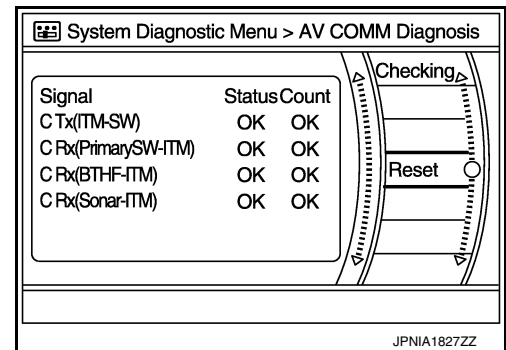 System Diagnostic Menu > AV COMM Diagnosis
Checking
Signal Status Count
C Tx(ITM-SW) OK OK
C Rx(PrimarySW-ITM) OK OK
C Rx(BTHF-ITM) OK OK
C Rx(Sonar-ITM) OK OK
Reset
JPNIA1827ZZ